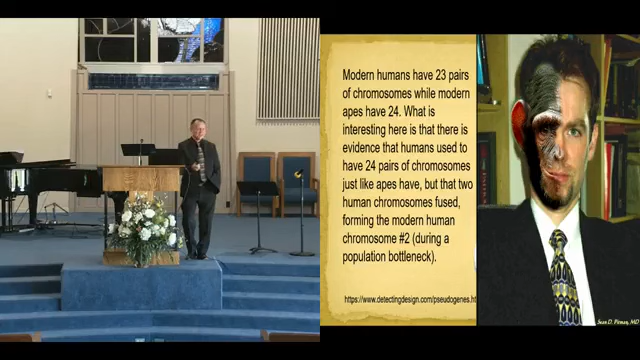 Modern humans have 23 pairs
of chromosomes while modern
apes have 24. What is
interesting here is that there is
evidence that humans used to
have 24 pairs of chromosomes
just like apes have, but that two
human chromosomes fused,
forming the modern human
chromosome #2 (during a
population bottleneck).
https://www.detectingdesign.com/pseudogenes.ht
Sean D. Pitman, MD